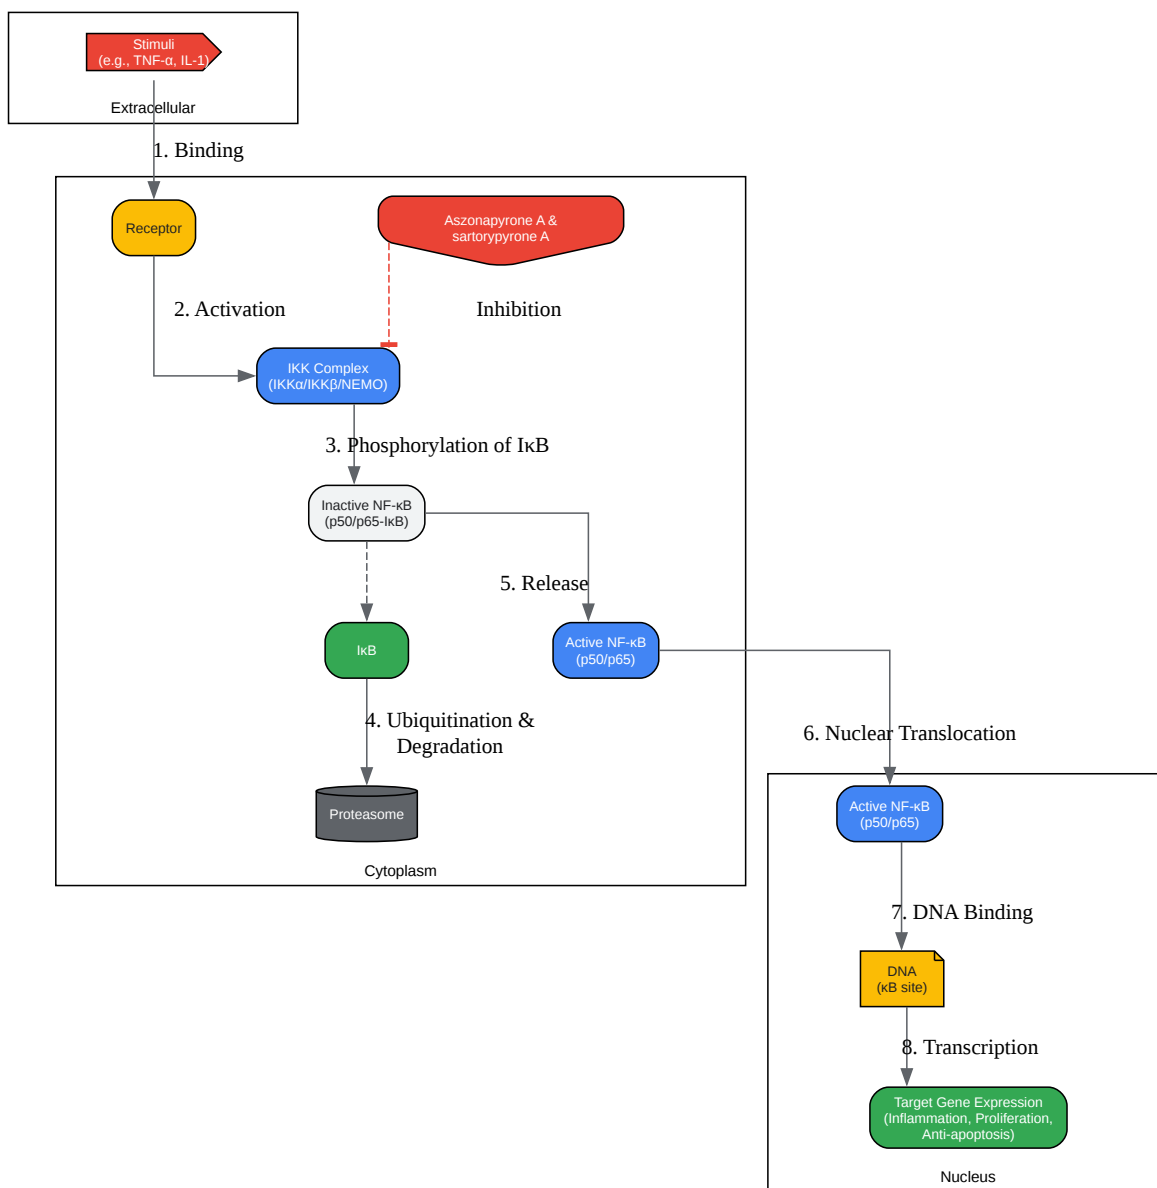 Stimuli
(e.g., TNF-α, IL-1)
Extracellular
1. Binding
Receptor
Aszonapyrone A &
sartorypyrone A
2. Activation
Inhibition
IKK Complex
(IKKα/IKKβ/NEMO)
3. Phosphorylation of IκB
Inactive NF-κB
(p50/p65-IκB)
5. Release
IκB
Active NF-κB
(p50/p65)
4. Ubiquitination &
Degradation
6. Nuclear Translocation
Proteasome
Cytoplasm
Active NF-κB
(p50/p65)
7. DNA Binding
DNA
(κB site)
8. Transcription
Target Gene Expression
(Inflammation, Proliferation,
Anti-apoptosis)
Nucleus